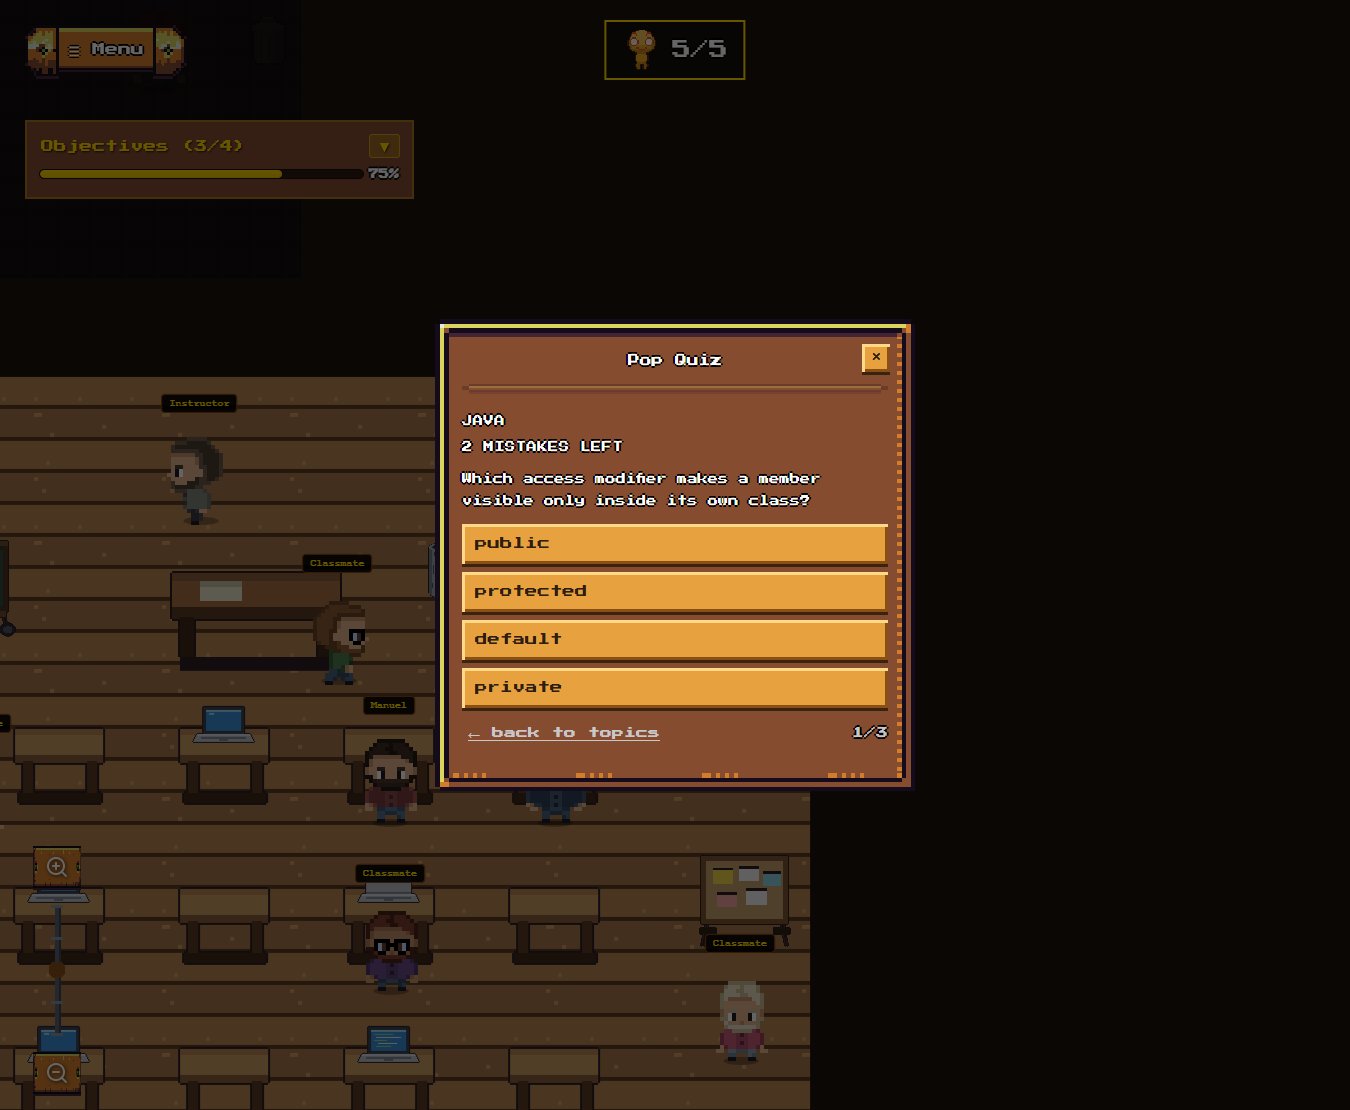 ≡ Menu
5/5
Objectives (3/4)
▼
75%
Instructor
Classmate
Manuel
Classmate
Classmate
Pop Quiz
×
JAVA
2 MISTAKES LEFT
Which access modifier makes a member
visible only inside its own class?
public
protected
default
private
← back to topics
1/3